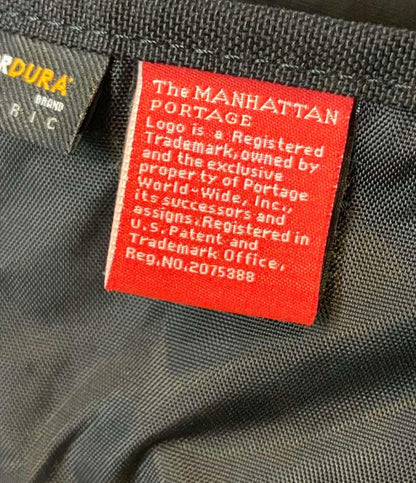 RDURA
BRAND
RIC
The MANHATTAN
PORTAGE
Logo is a Registered
Trademark, owned by
and the exclusive
property of Portage
World-Wide, Inc.,
its successors and
assigns. Registered in
U.S. Patent and
Trademark Office,
Reg.NO.2075388